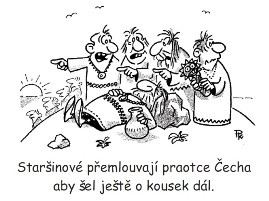 Staršinové přemlouvají praotce Čecha
aby šel ještě o kousek dál.